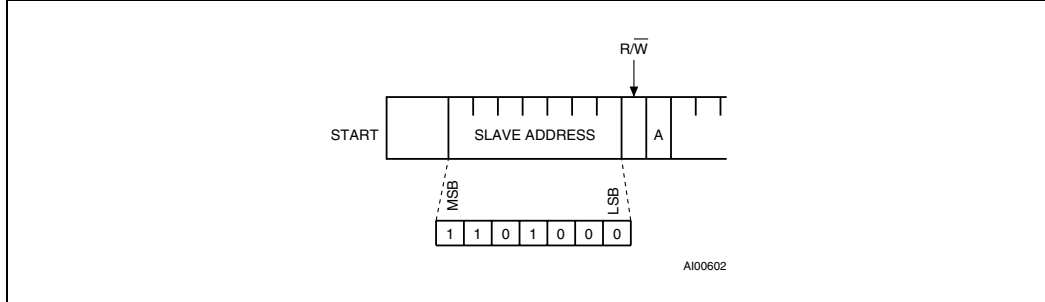 R/W
START
SLAVE ADDRESS
A
MSB
LSB
1 1 0 1 0 0 0
AI00602